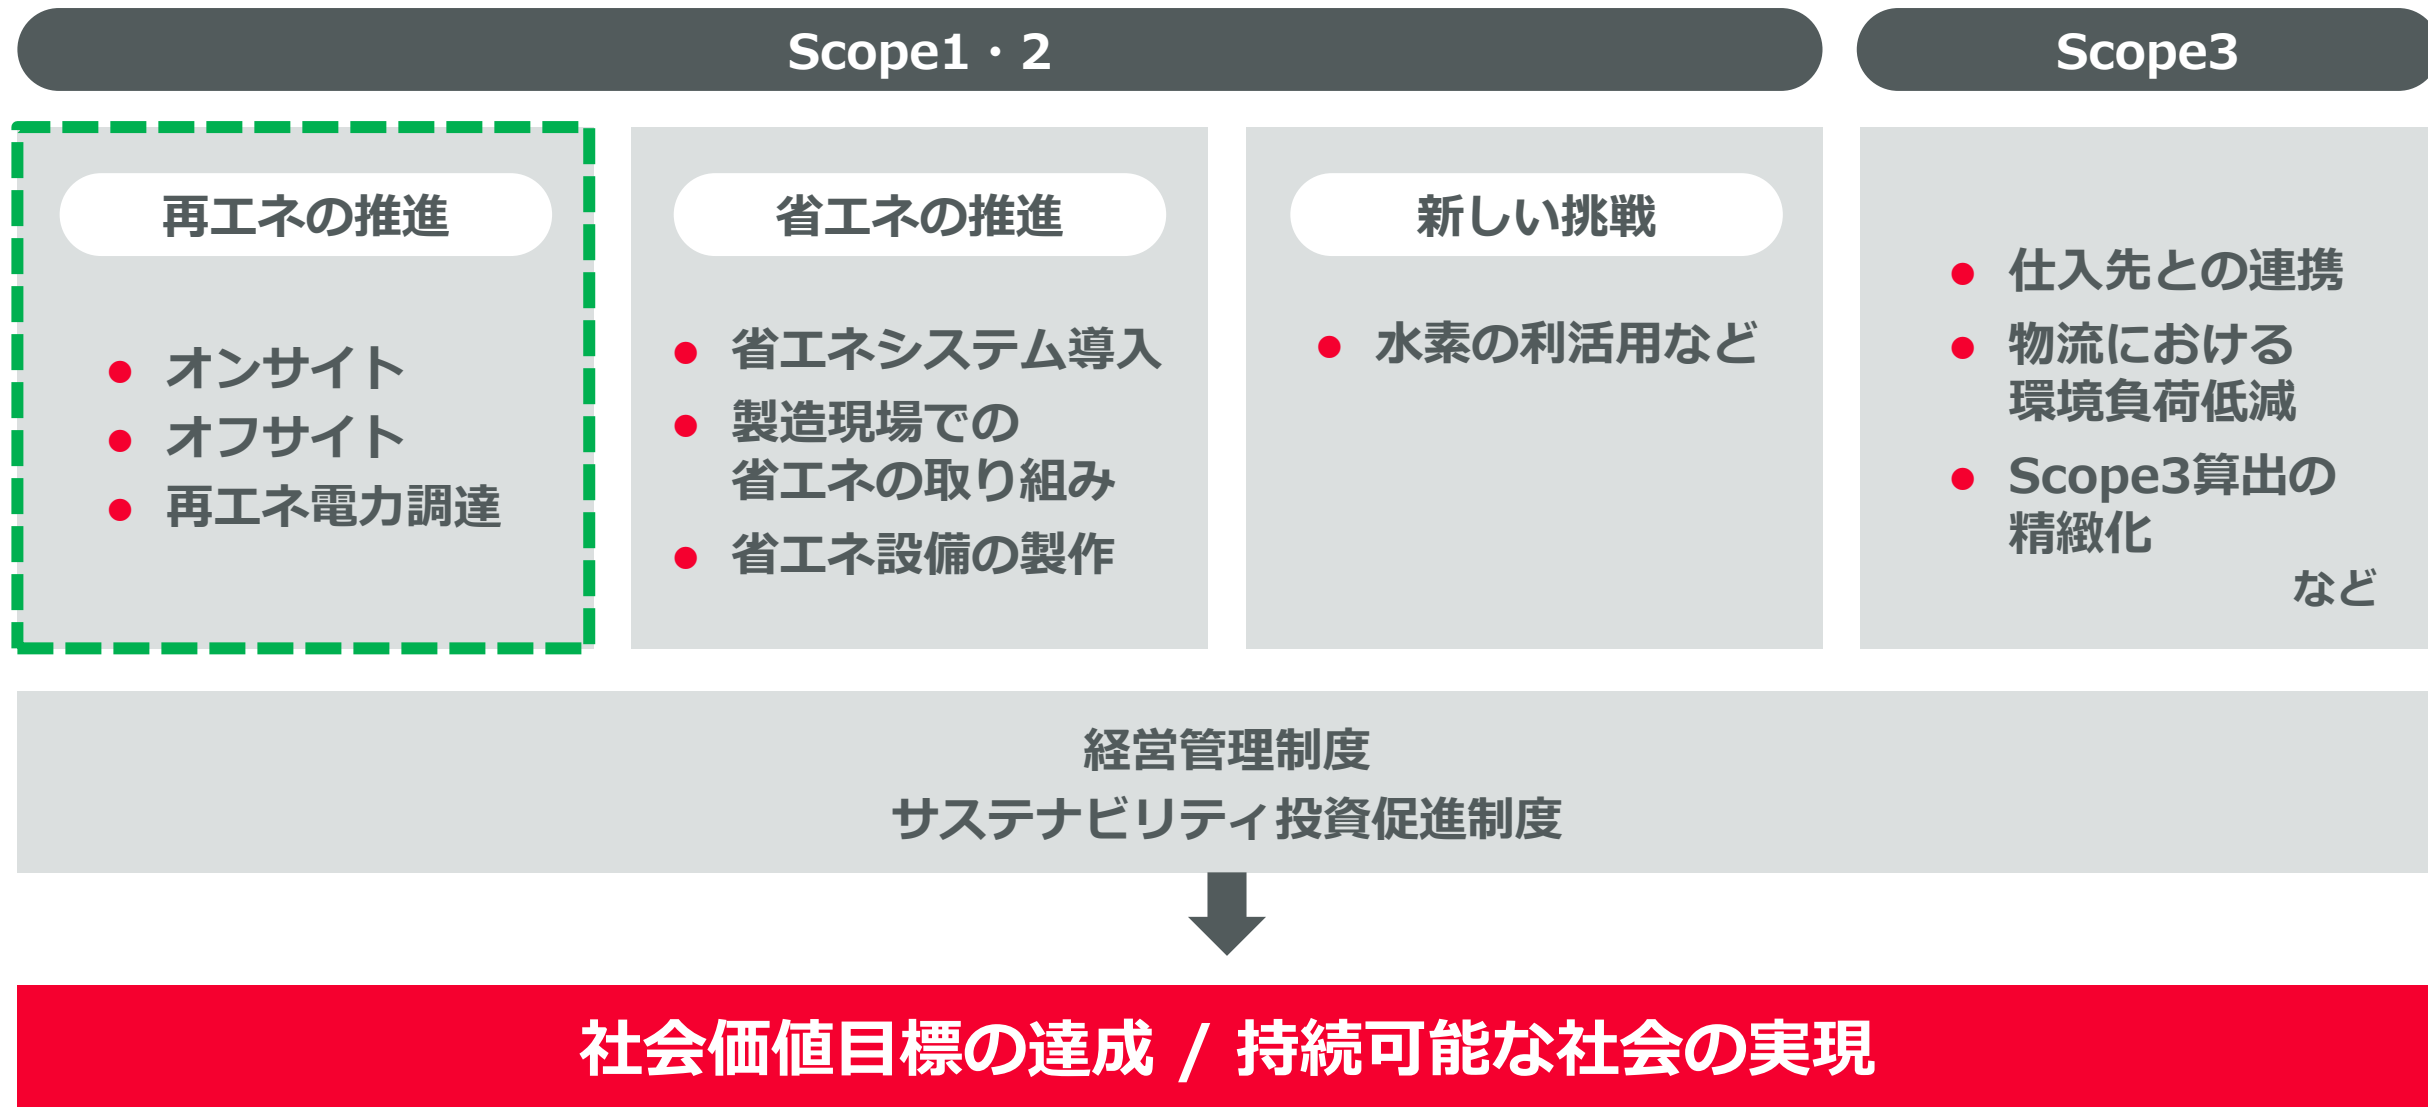 Scope1・2
Scope3
再エネの推進
オンサイト
オフサイト
再エネ電力調達
省エネの推進
省エネシステム導入
製造現場での
省エネの取り組み
省エネ設備の製作
新しい挑戦
水素の利活用など
仕入先との連携
物流における
環境負荷低減
Scope3算出の
精緻化
など
経営管理制度
サステナビリティ投資促進制度
社会価値目標の達成 / 持続可能な社会の実現